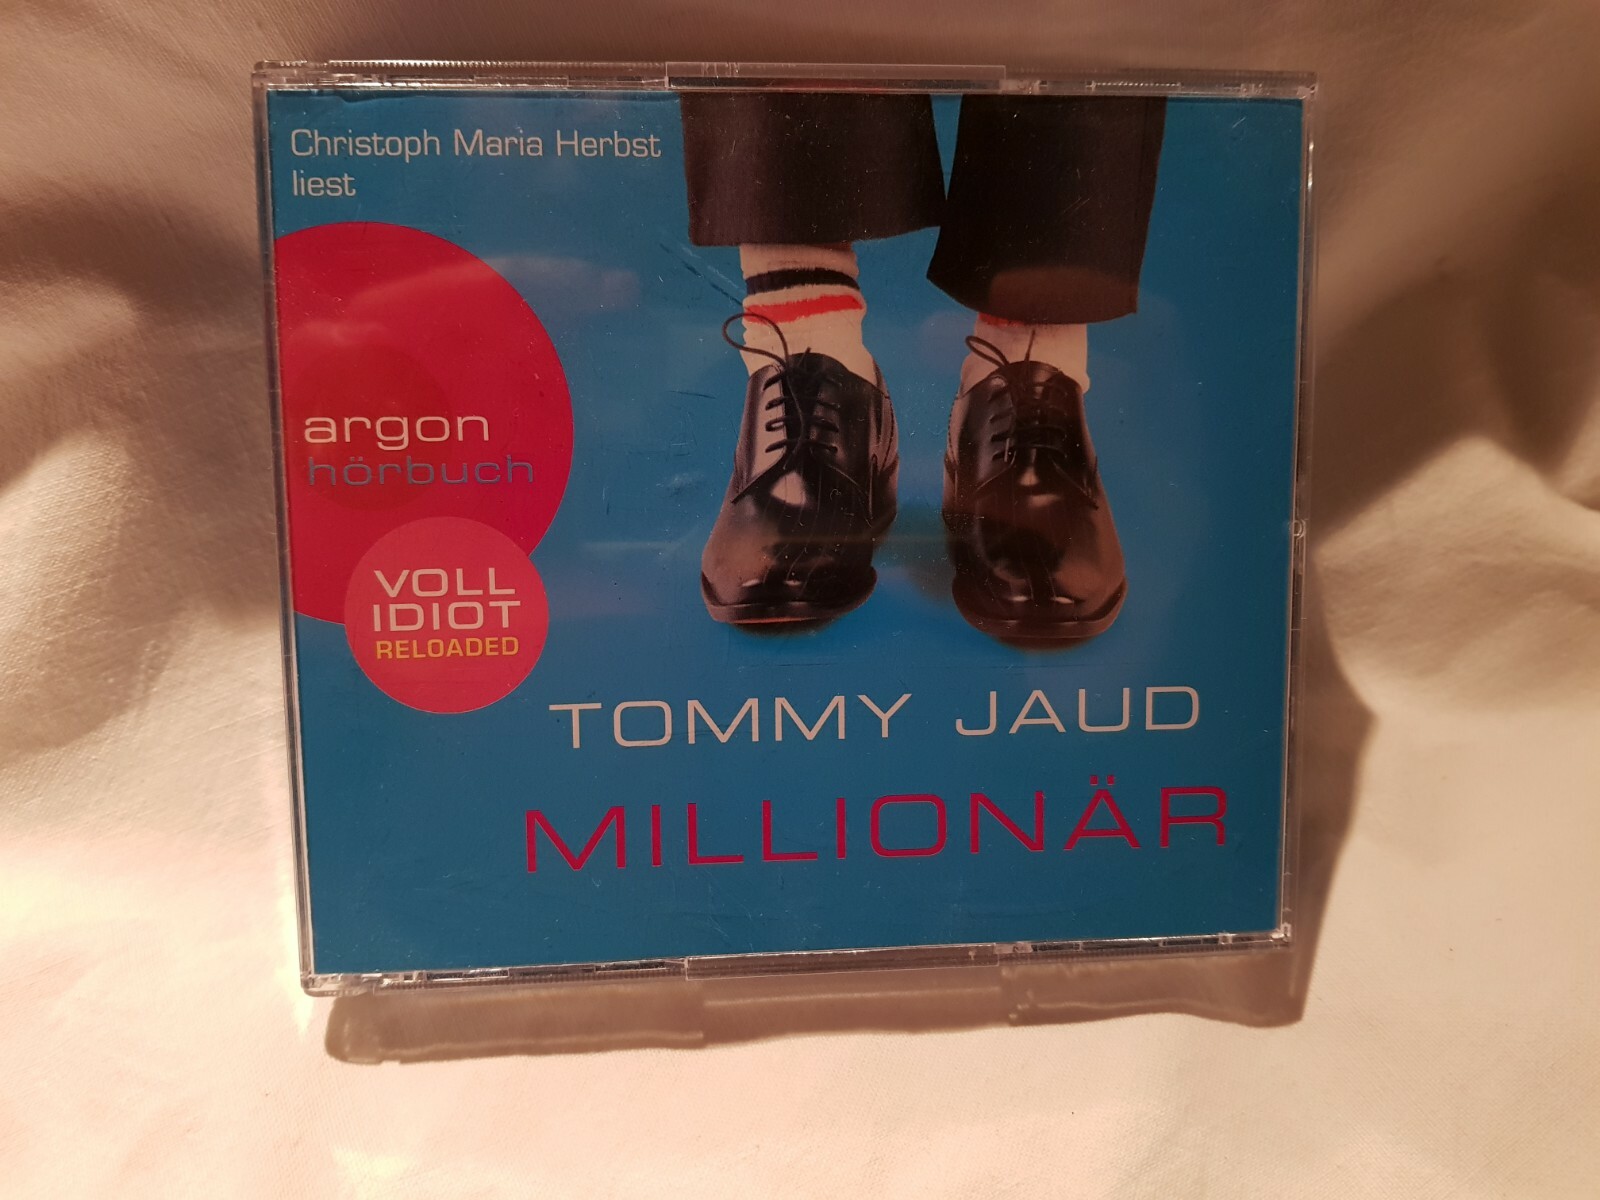 Christoph Maria Herbst
liest
argon
hörbuch
VOLL
IDIOT
RELOADED
TOMMY JAUD
MILLIONÄR